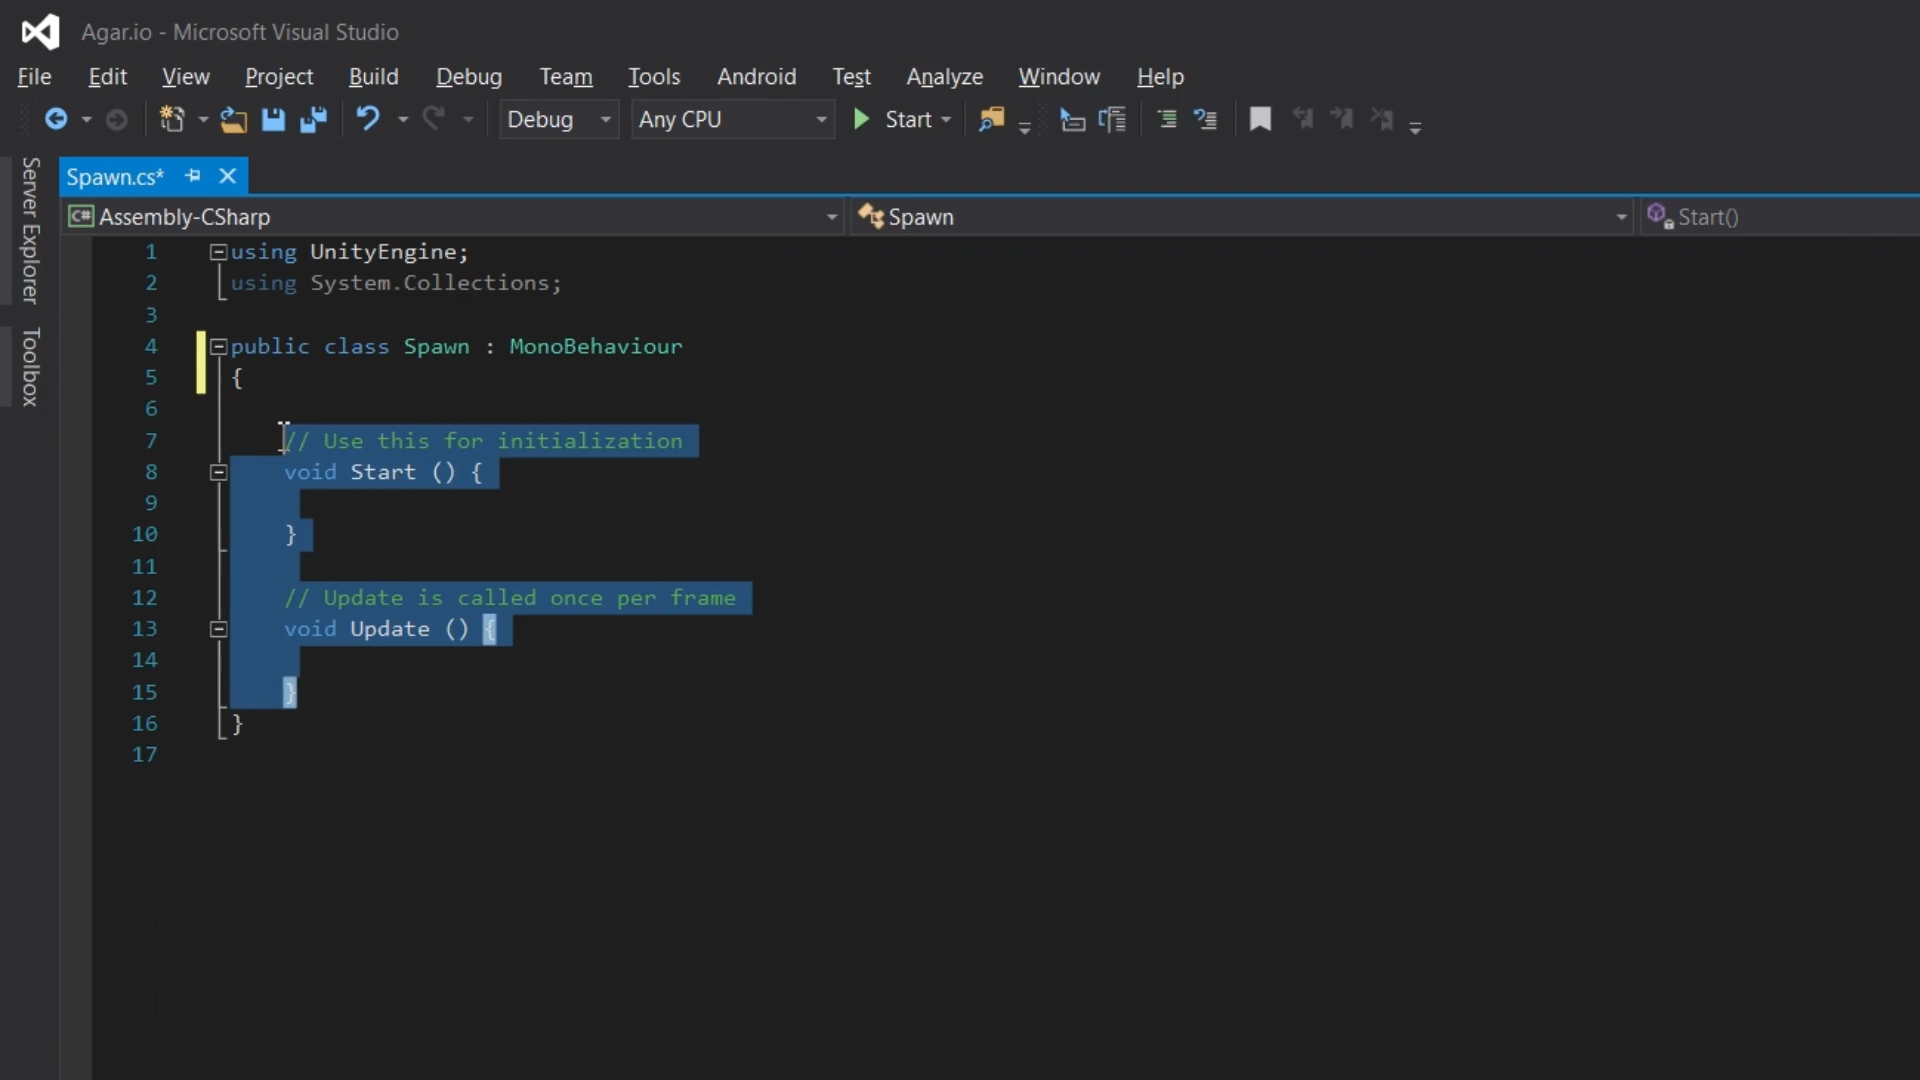 Agar.io - Microsoft Visual Studio
File Edit View Project Build Debug Team Tools Android Test Analyze Window Help
Debug Any CPU Start
Server Explorer
Toolbox
Spawn.cs*
C# Assembly-CSharp Spawn Start()
1 using UnityEngine;
2 using System.Collections;
3
4 public class Spawn : MonoBehaviour
5 {
6
7 // Use this for initialization
8 void Start () {
9
10 }
11
12 // Update is called once per frame
13 void Update () {
14
15 }
16 }
17